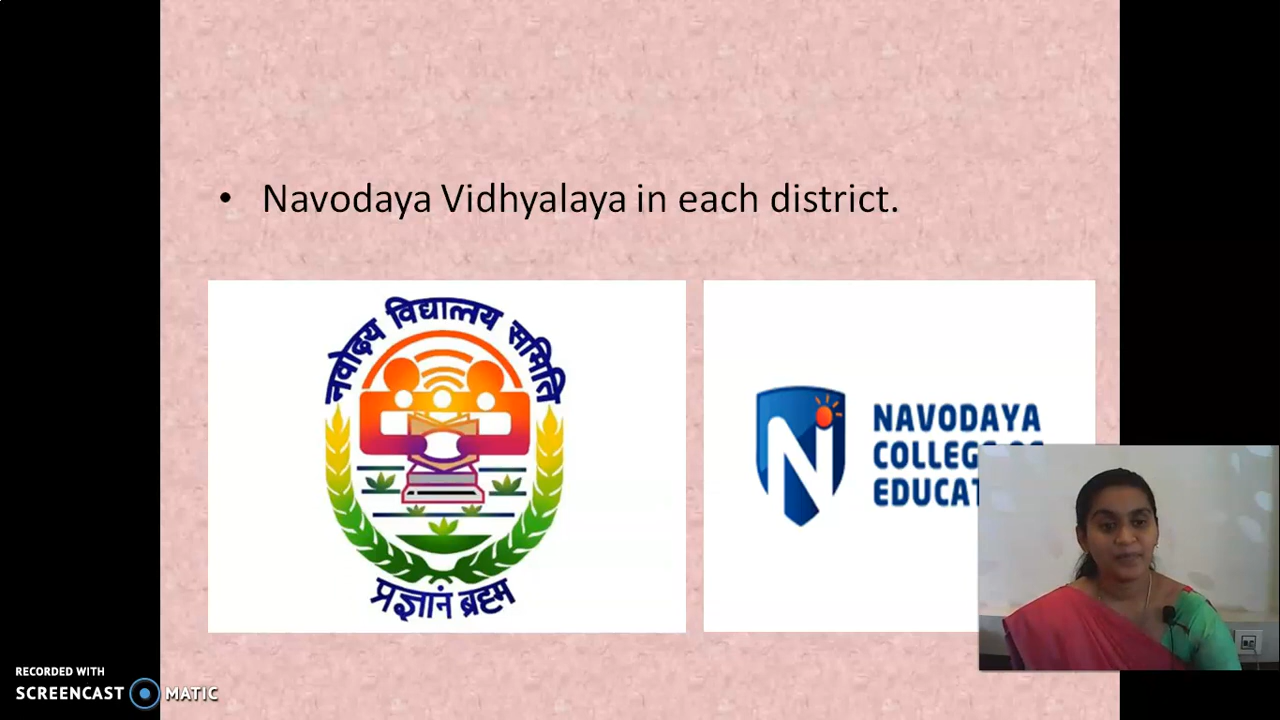 • Navodaya Vidhyalaya in each district.
नवोदय विद्यालय समिति
प्रज्ञानं ब्रह्म
NAVODAYA
RECORDED WITH
SCREENCAST MATIC